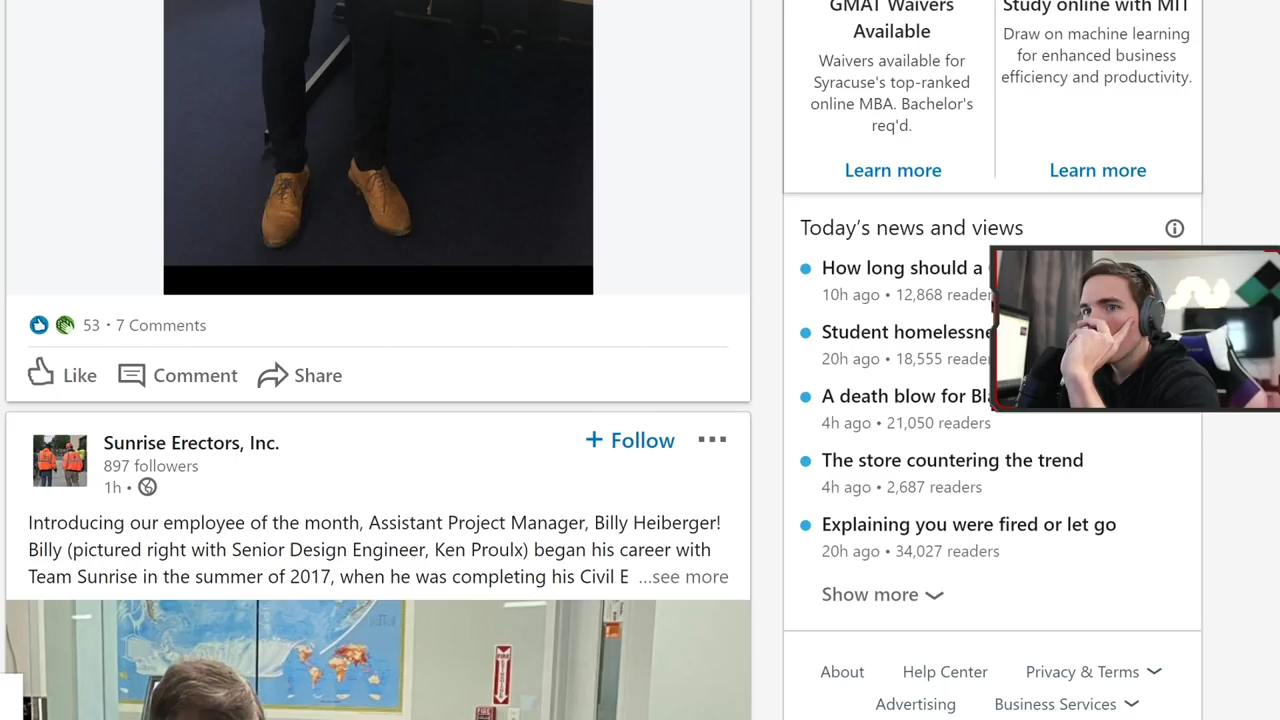 53 • 7 Comments
Like Comment Share
Sunrise Erectors, Inc.
897 followers
1h •
+ Follow
Introducing our employee of the month, Assistant Project Manager, Billy Heiberger!
Billy (pictured right with Senior Design Engineer, Ken Proulx) began his career with
Team Sunrise in the summer of 2017, when he was completing his Civil E ...see more
FIRE
GMAT Waivers
Available
Waivers available for
Syracuse's top-ranked
online MBA. Bachelor's
req'd.
Learn more
Study online with MIT
Draw on machine learning
for enhanced business
efficiency and productivity.
Learn more
Today’s news and views
How long should a
10h ago • 12,868 reader
Student homelessne
20h ago • 18,555 reade
A death blow for Bl
4h ago • 21,050 readers
The store countering the trend
4h ago • 2,687 readers
Explaining you were fired or let go
20h ago • 34,027 readers
Show more
About Help Center Privacy & Terms
Advertising Business Services